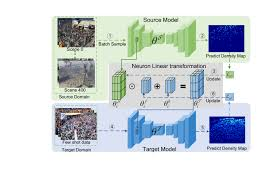 Source Model
Scene 0
① Batch Sample
Predict Density Map
Scene 400
Source Domain
Neuron Linear transformation
Update
Update
Few shot data
Target Domain
Target Model
Predict Density Map